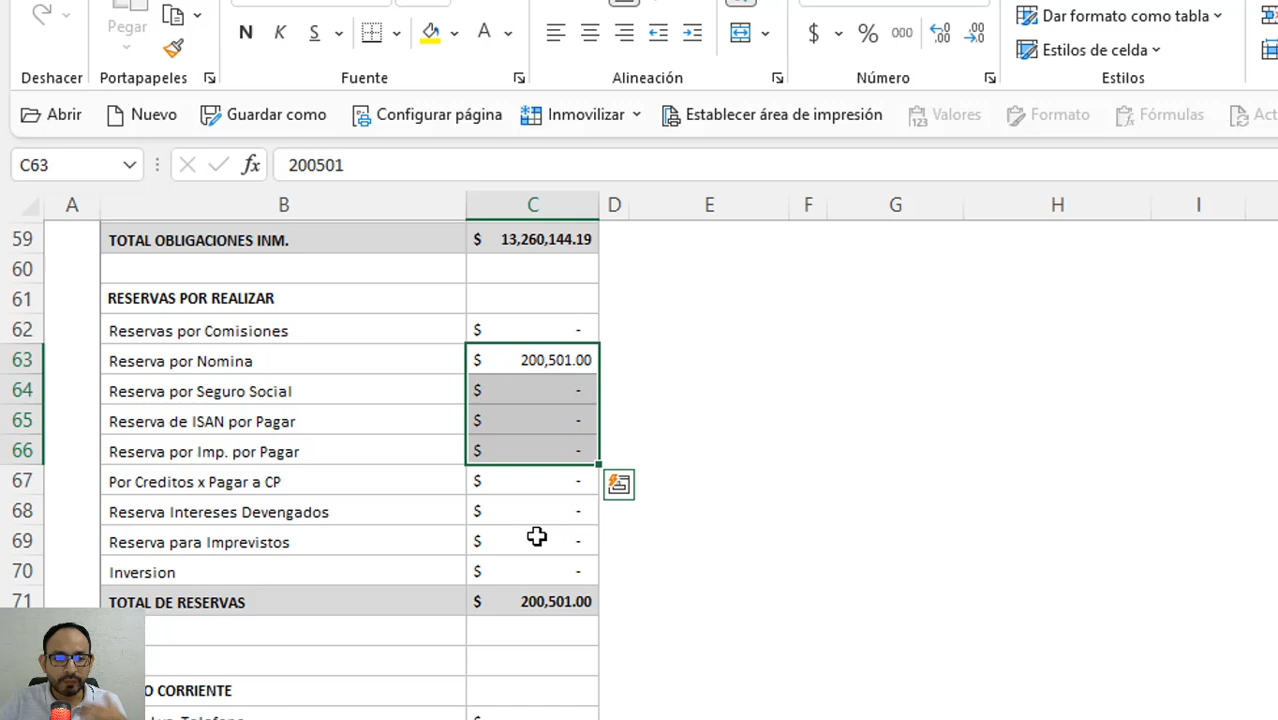 Pegar
N K S A $ % 000
Dar formato como tabla
Estilos de celda
Deshacer Portapapeles Fuente Alineación Número Estilos
Abrir Nuevo Guardar como Configurar página Inmovilizar Establecer área de impresión Valores Formato Fórmulas Act
C63 fx 200501
A B C D E F G H I
59 TOTAL OBLIGACIONES INM. $ 13,260,144.19
60
61 RESERVAS POR REALIZAR
62 Reservas por Comisiones $ -
63 Reserva por Nomina $ 200,501.00
64 Reserva por Seguro Social $ -
65 Reserva de ISAN por Pagar $ -
66 Reserva por Imp. por Pagar $ -
67 Por Creditos x Pagar a CP $ -
68 Reserva Intereses Devengados $ -
69 Reserva para Imprevistos $ -
70 Inversion $ -
71 TOTAL DE RESERVAS $ 200,501.00
O CORRIENTE